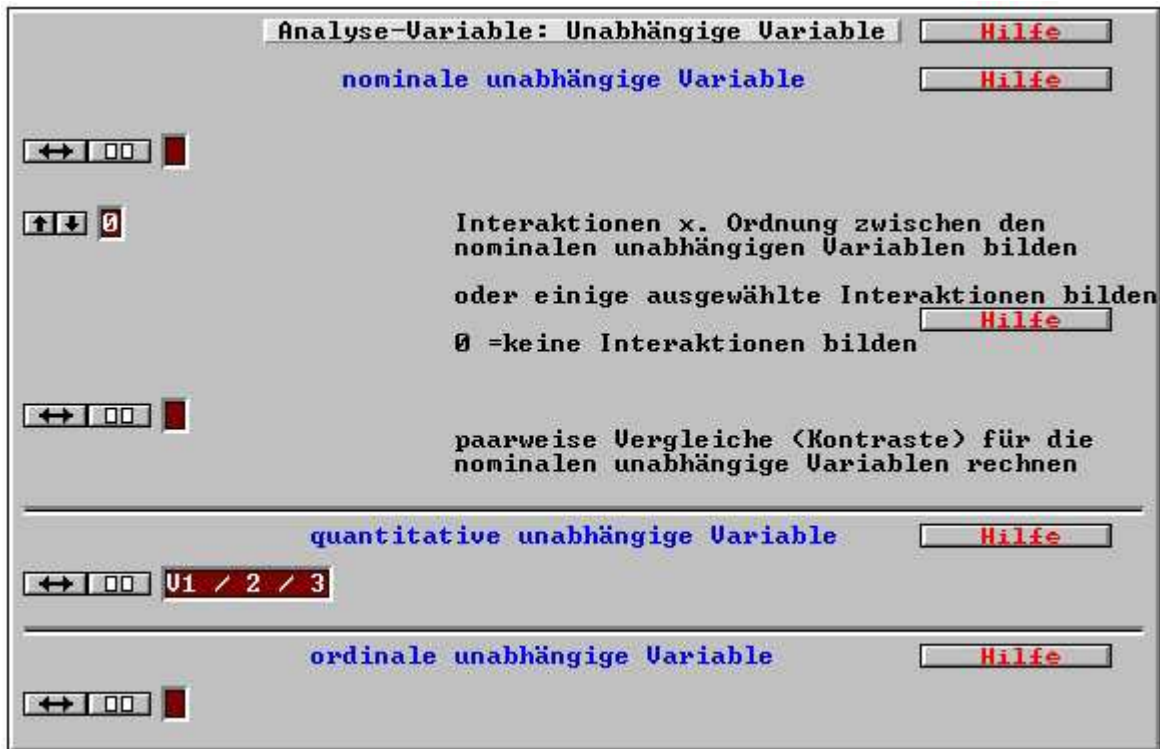 Analyse-Variable: Unabhängige Variable Hilfe
nominale unabhängige Variable Hilfe
0 Interaktionen x. Ordnung zwischen den
nominalen unabhängigen Variablen bilden
oder einige ausgewählte Interaktionen bilden
Hilfe
0 =keine Interaktionen bilden
paarweise Vergleiche (Kontraste) für die
nominalen unabhängige Variablen rechnen
quantitative unabhängige Variable Hilfe
V1 / 2 / 3
ordinale unabhängige Variable Hilfe